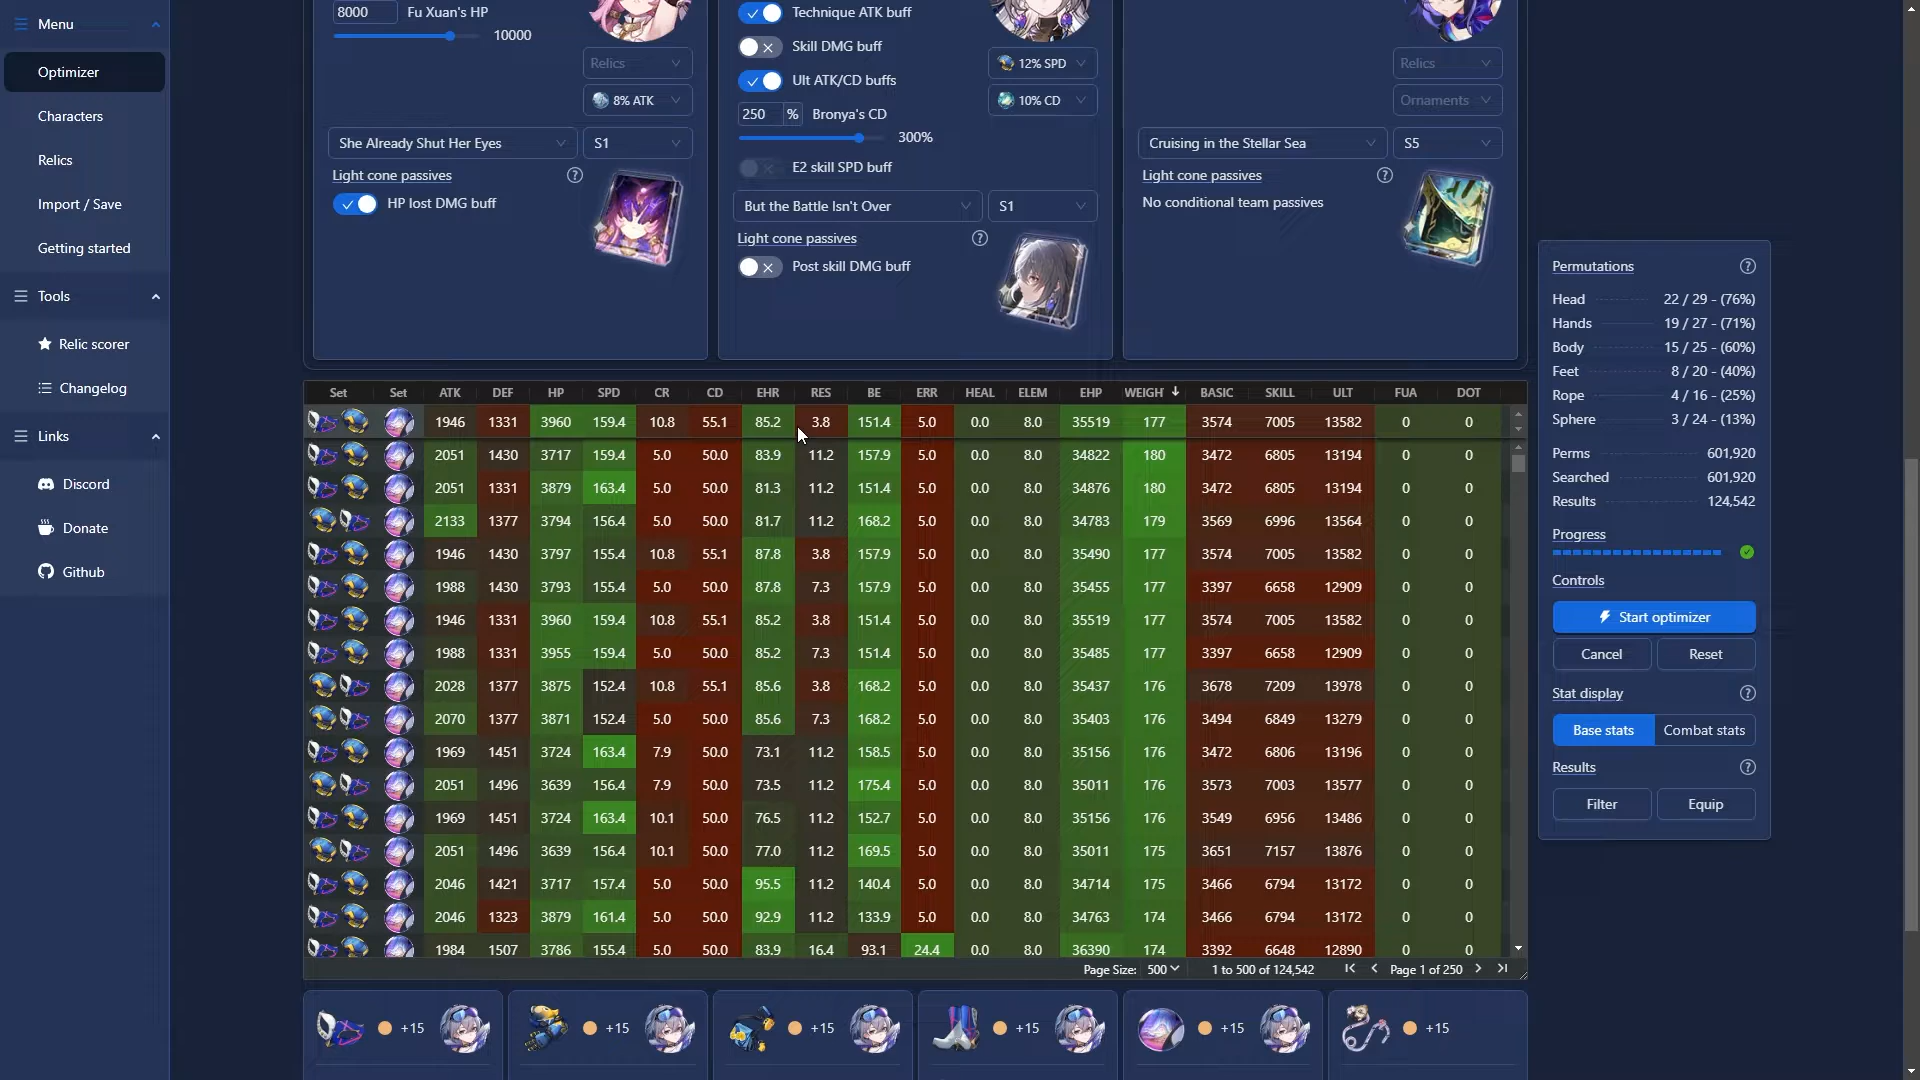 Menu
Optimizer
Characters
Relics
Import / Save
Getting started
Tools
Relic scorer
Changelog
Links
Discord
Donate
Github
8000 Fu Xuan's HP
10000
Relics
8% ATK
She Already Shut Her Eyes S1
Light cone passives
HP lost DMG buff
Technique ATK buff
Skill DMG buff
Ult ATK/CD buffs
250 % Bronya's CD
300%
E2 skill SPD buff
12% SPD
10% CD
But the Battle Isn't Over S1
Light cone passives
Post skill DMG buff
Relics
Ornaments
Cruising in the Stellar Sea S5
Light cone passives
No conditional team passives
Set Set ATK DEF HP SPD CR CD EHR RES BE ERR HEAL ELEM EHP WEIGH BASIC SKILL ULT FUA DOT
1946 1331 3960 159.4 10.8 55.1 85.2 3.8 151.4 5.0 0.0 8.0 35519 177 3574 7005 13582 0 0
2051 1430 3717 159.4 5.0 50.0 83.9 11.2 157.9 5.0 0.0 8.0 34822 180 3472 6805 13194 0 0
2051 1331 3879 163.4 5.0 50.0 81.3 11.2 151.4 5.0 0.0 8.0 34876 180 3472 6805 13194 0 0
2133 1377 3794 156.4 5.0 50.0 81.7 11.2 168.2 5.0 0.0 8.0 34783 179 3569 6996 13564 0 0
1946 1430 3797 155.4 10.8 55.1 87.8 3.8 157.9 5.0 0.0 8.0 35490 177 3574 7005 13582 0 0
1988 1430 3793 155.4 5.0 50.0 87.8 7.3 157.9 5.0 0.0 8.0 35455 177 3397 6658 12909 0 0
1946 1331 3960 159.4 10.8 55.1 85.2 3.8 151.4 5.0 0.0 8.0 35519 177 3574 7005 13582 0 0
1988 1331 3955 159.4 5.0 50.0 85.2 7.3 151.4 5.0 0.0 8.0 35485 177 3397 6658 12909 0 0
2028 1377 3875 152.4 10.8 55.1 85.6 3.8 168.2 5.0 0.0 8.0 35437 176 3678 7209 13978 0 0
2070 1377 3871 152.4 5.0 50.0 85.6 7.3 168.2 5.0 0.0 8.0 35403 176 3494 6849 13279 0 0
1969 1451 3724 163.4 7.9 50.0 73.1 11.2 158.5 5.0 0.0 8.0 35156 176 3472 6806 13196 0 0
2051 1496 3639 156.4 7.9 50.0 73.5 11.2 175.4 5.0 0.0 8.0 35011 176 3573 7003 13577 0 0
1969 1451 3724 163.4 10.1 50.0 76.5 11.2 152.7 5.0 0.0 8.0 35156 176 3549 6956 13486 0 0
2051 1496 3639 156.4 10.1 50.0 77.0 11.2 169.5 5.0 0.0 8.0 35011 175 3651 7157 13876 0 0
2046 1421 3717 157.4 5.0 50.0 95.5 11.2 140.4 5.0 0.0 8.0 34714 175 3466 6794 13172 0 0
2046 1323 3879 161.4 5.0 50.0 92.9 11.2 133.9 5.0 0.0 8.0 34763 174 3466 6794 13172 0 0
1984 1507 3786 155.4 5.0 50.0 83.9 16.4 93.1 24.4 0.0 8.0 36390 174 3392 6648 12890 0 0
Page Size: 500 1 to 500 of 124,542 Page 1 of 250
+15 +15 +15 +15 +15 +15
Permutations
Head 22 / 29 - (76%)
Hands 19 / 27 - (71%)
Body 15 / 25 - (60%)
Feet 8 / 20 - (40%)
Rope 4 / 16 - (25%)
Sphere 3 / 24 - (13%)
Perms 601,920
Searched 601,920
Results 124,542
Progress
Controls
Start optimizer
Cancel Reset
Stat display
Base stats Combat stats
Results
Filter Equip